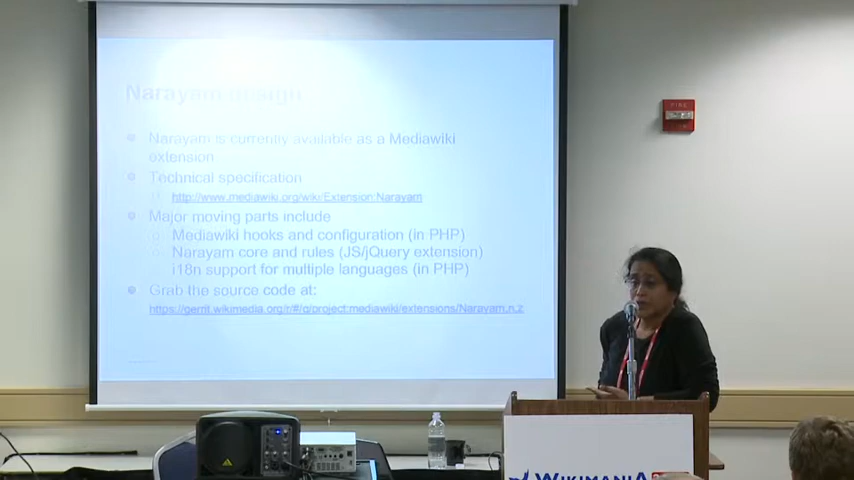 Narayam design
Narayam is currently available as a Mediawiki
extension
Technical specification
http://www.mediawiki.org/wiki/Extension:Narayam
Major moving parts include
Mediawiki hooks and configuration (in PHP)
Narayam core and rules (JS/jQuery extension)
i18n support for multiple languages (in PHP)
Grab the source code at:
https://gerrit.wikimedia.org/r/#/q/project:mediawiki/extensions/Narayam,n,z
FIRE
WIKIMANIA